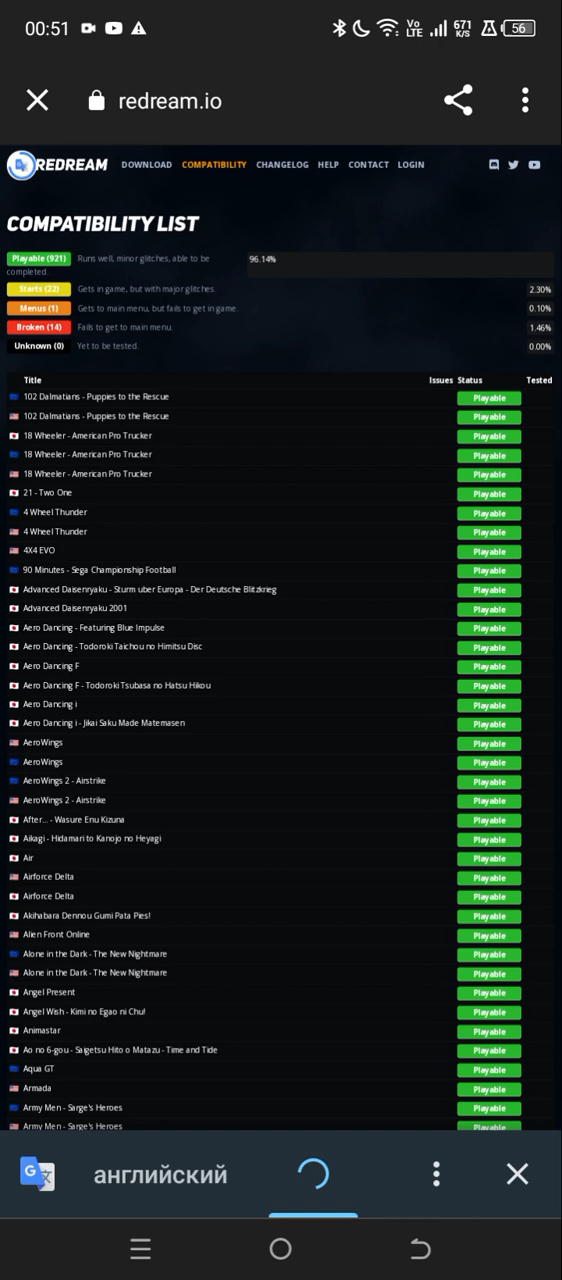 00:51 Vo LTE 671 K/S 56
redream.io
REDREAM DOWNLOAD COMPATIBILITY CHANGELOG HELP CONTACT LOGIN
COMPATIBILITY LIST
Playable (921) Runs well, minor glitches, able to be completed. 96.14%
Starts (22) Gets in game, but with major glitches. 2.30%
Menus (1) Gets to main menu, but fails to get in game. 0.10%
Broken (14) Fails to get to main menu. 1.46%
Unknown (0) Yet to be tested. 0.00%
Title Issues Status Tested
102 Dalmatians - Puppies to the Rescue Playable
102 Dalmatians - Puppies to the Rescue Playable
18 Wheeler - American Pro Trucker Playable
18 Wheeler - American Pro Trucker Playable
18 Wheeler - American Pro Trucker Playable
21 - Two One Playable
4 Wheel Thunder Playable
4 Wheel Thunder Playable
4X4 EVO Playable
90 Minutes - Sega Championship Football Playable
Advanced Daisenryaku - Sturm uber Europa - Der Deutsche Blitzkrieg Playable
Advanced Daisenryaku 2001 Playable
Aero Dancing - Featuring Blue Impulse Playable
Aero Dancing - Todoroki Taichou no Himitsu Disc Playable
Aero Dancing F Playable
Aero Dancing F - Todoroki Tsubasa no Hatsu Hikou Playable
Aero Dancing i Playable
Aero Dancing i - Jikai Saku Made Matemasen Playable
AeroWings Playable
AeroWings Playable
AeroWings 2 - Airstrike Playable
AeroWings 2 - Airstrike Playable
After... - Wasure Enu Kizuna Playable
Aikagi - Hidamari to Kanojo no Heyagi Playable
Air Playable
Airforce Delta Playable
Airforce Delta Playable
Akihabara Dennou Gumi Pata Pies! Playable
Alien Front Online Playable
Alone in the Dark - The New Nightmare Playable
Alone in the Dark - The New Nightmare Playable
Angel Present Playable
Angel Wish - Kimi no Egao ni Chu! Playable
Animastar Playable
Ao no 6-gou - Saigetsu Hito o Matazu - Time and Tide Playable
Aqua GT Playable
Armada Playable
Army Men - Sarge's Heroes Playable
Army Men - Sarge's Heroes Playable
английский